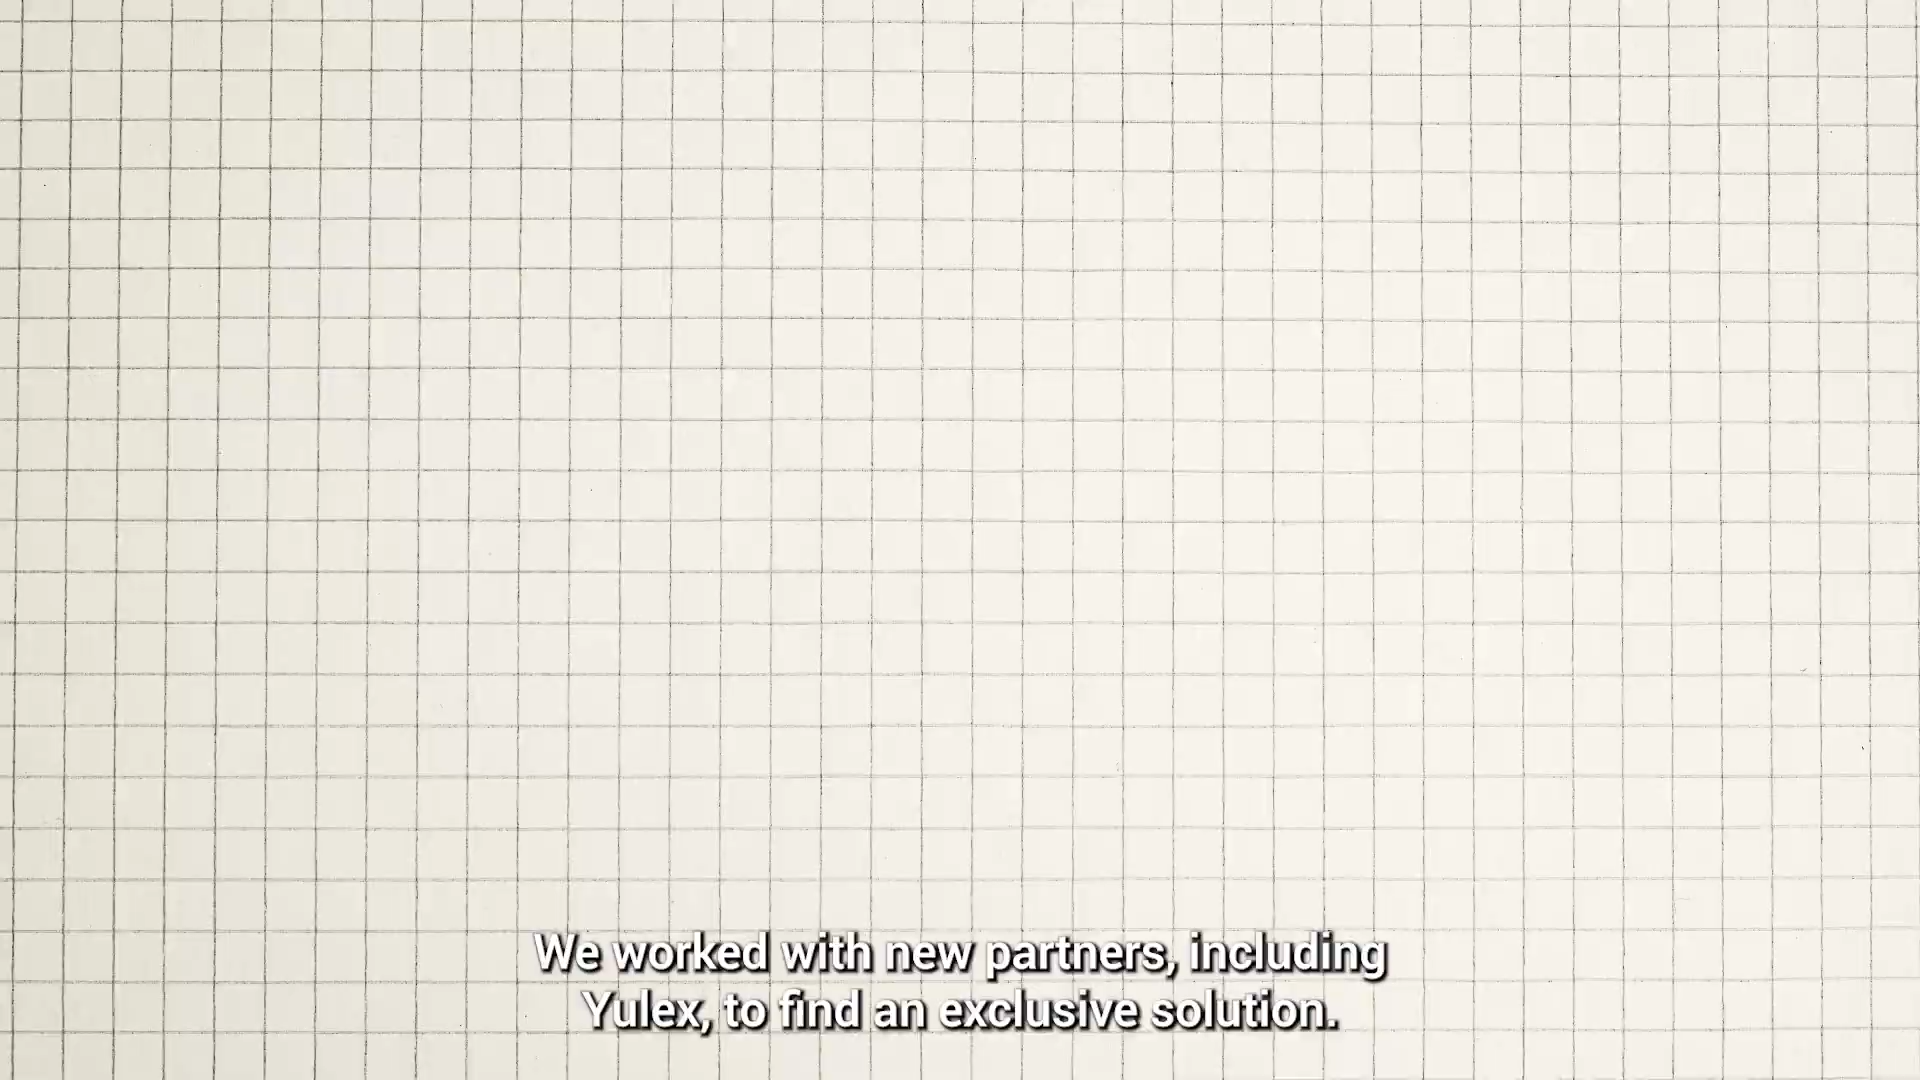 We worked with new partners, including
Yulex, to find an exclusive solution.